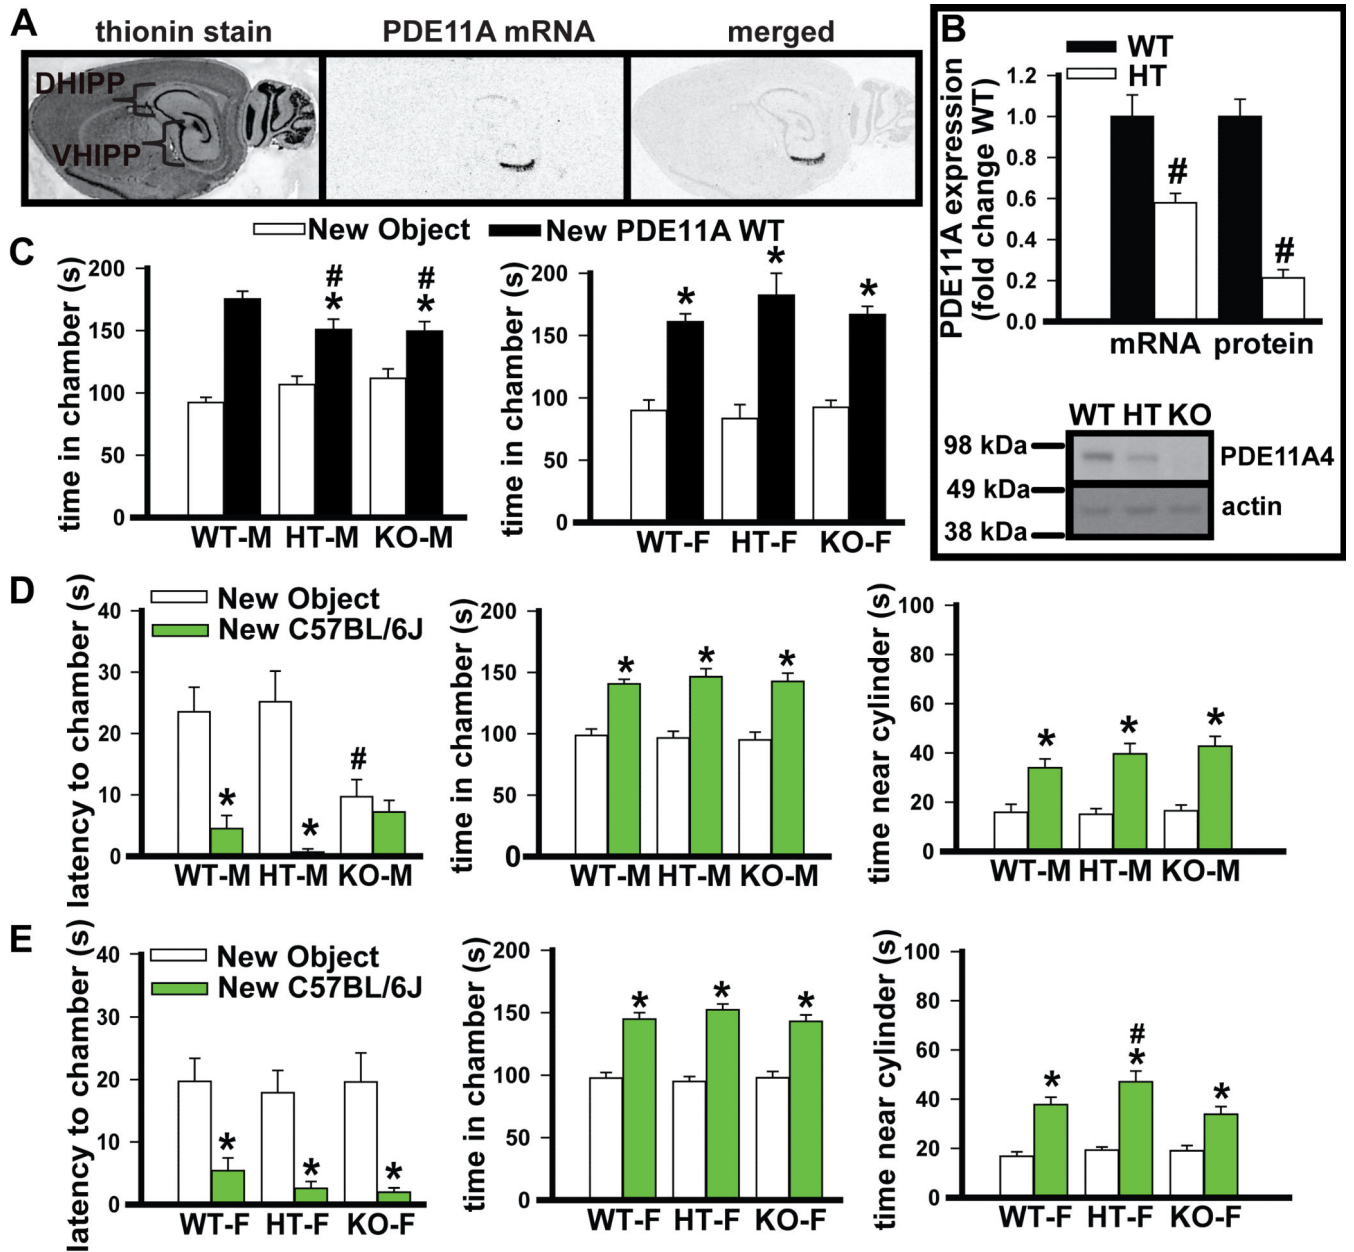 A
thionin stain
PDE11A mRNA
merged
DHIPP
VHIPP
B
WT
HT
PDE11A expression
(fold change WT)
1.2
1.0
0.8
0.6
0.4
0.2
0.0
#
#
mRNA
protein
WT HT KO
98 kDa
49 kDa
38 kDa
PDE11A4
actin
New Object
New PDE11A WT
C
time in chamber (s)
200
150
100
50
0
#
*
#
*
WT-M
HT-M
KO-M
time in chamber (s)
200
150
100
50
0
*
*
*
WT-F
HT-F
KO-F
D
New Object
New C57BL/6J
latency to chamber (s)
40
30
20
10
0
*
*
#
WT-M
HT-M
KO-M
time in chamber (s)
200
150
100
50
0
*
*
*
WT-M
HT-M
KO-M
time near cylinder (s)
100
80
60
40
20
0
*
*
*
WT-M
HT-M
KO-M
E
New Object
New C57BL/6J
latency to chamber (s)
40
30
20
10
0
*
*
*
WT-F
HT-F
KO-F
time in chamber (s)
200
150
100
50
0
*
*
*
WT-F
HT-F
KO-F
time near cylinder (s)
100
80
60
40
20
0
*
#
*
*
WT-F
HT-F
KO-F